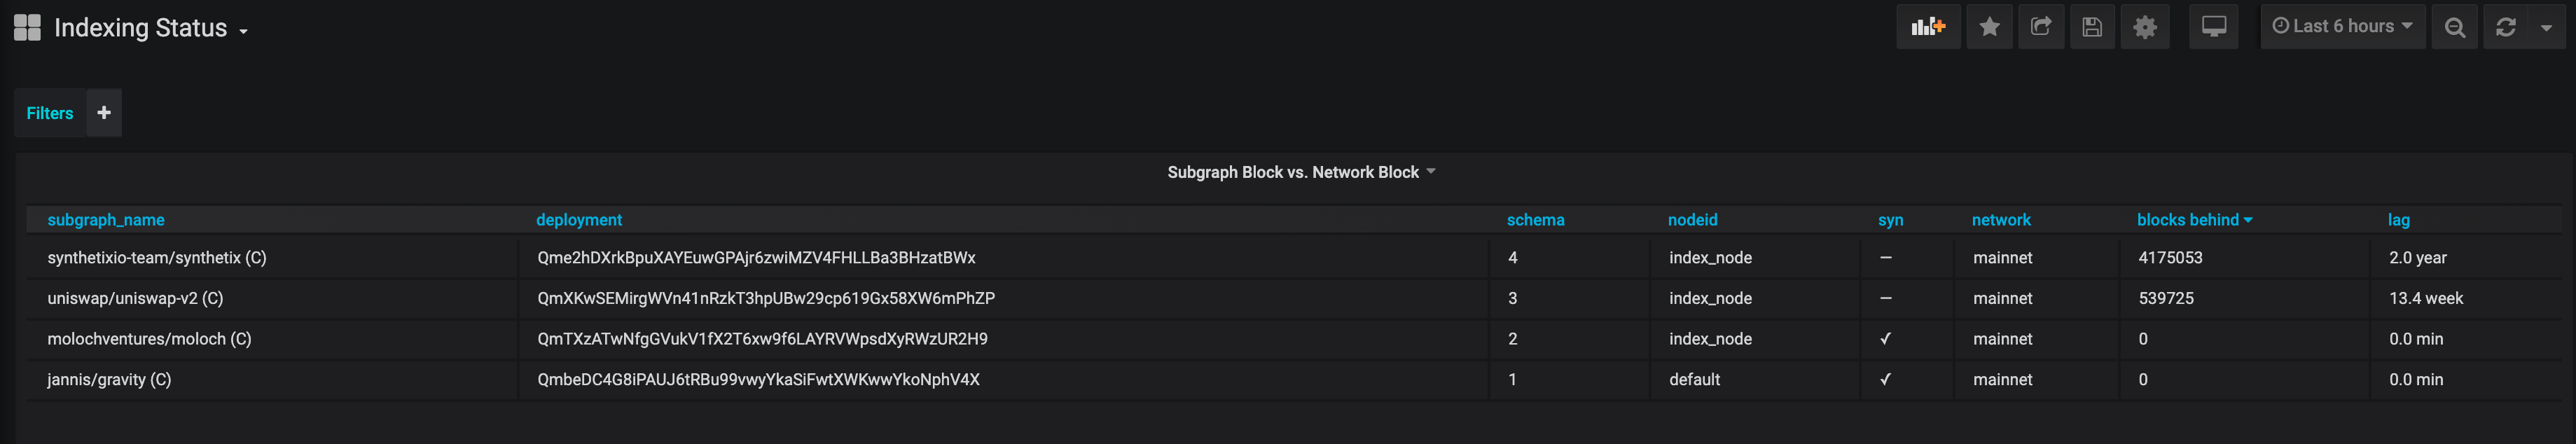 Indexing Status
Last 6 hours
Filters
Subgraph Block vs. Network Block
subgraph_name deployment schema nodeid syn network blocks behind lag
synthetixio-team/synthetix (C) Qme2hDXrkBpuXAYEuwGPAjr6zwiMZV4FHLLBa3BHzatBWx 4 index_node – mainnet 4175053 2.0 year
uniswap/uniswap-v2 (C) QmXKwSEMirgWVn41nRzkT3hpUBw29cp619Gx58XW6mPhZP 3 index_node – mainnet 539725 13.4 week
molochventures/moloch (C) QmTXzATwNfgGVukV1fX2T6xw9f6LAYRVWpsdXyRWzUR2H9 2 index_node ✓ mainnet 0 0.0 min
jannis/gravity (C) QmbeDC4G8iPAUJ6tRBu99vwyYkaSiFwtXWKwwYkoNphV4X 1 default ✓ mainnet 0 0.0 min